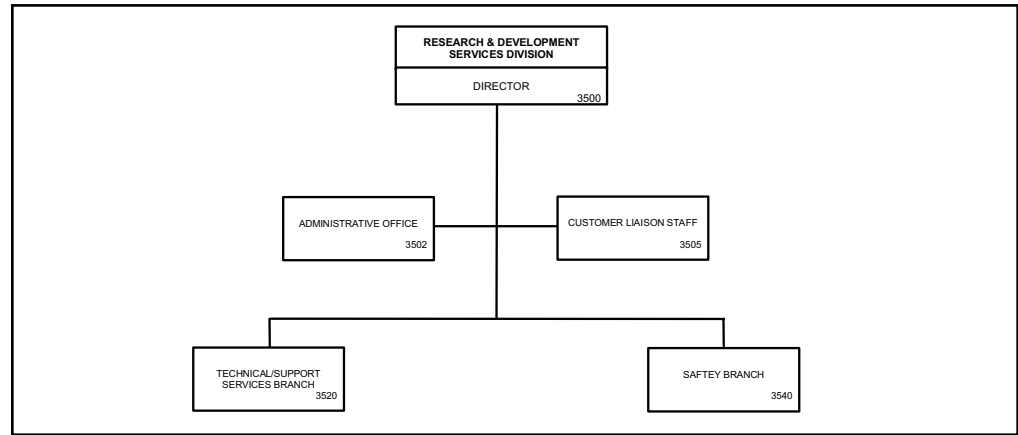 RESEARCH & DEVELOPMENT
SERVICES DIVISION
DIRECTOR
3500
ADMINISTRATIVE OFFICE
3502
CUSTOMER LIAISON STAFF
3505
TECHNICAL/SUPPORT
SERVICES BRANCH
3520
SAFTEY BRANCH
3540